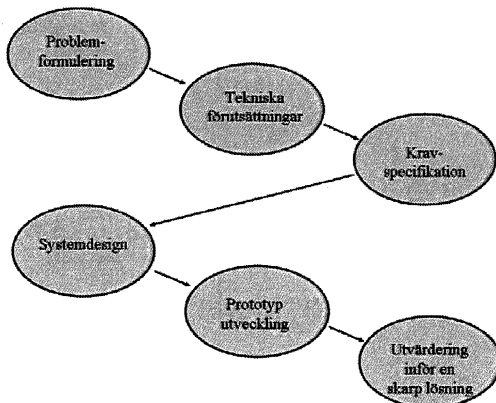 Problem-
formulering
Tekniska
förutsättningar
Krav-
specifikation
Systemdesign
Prototyp
utveckling
Utvärdering
inför en
skarp lösning